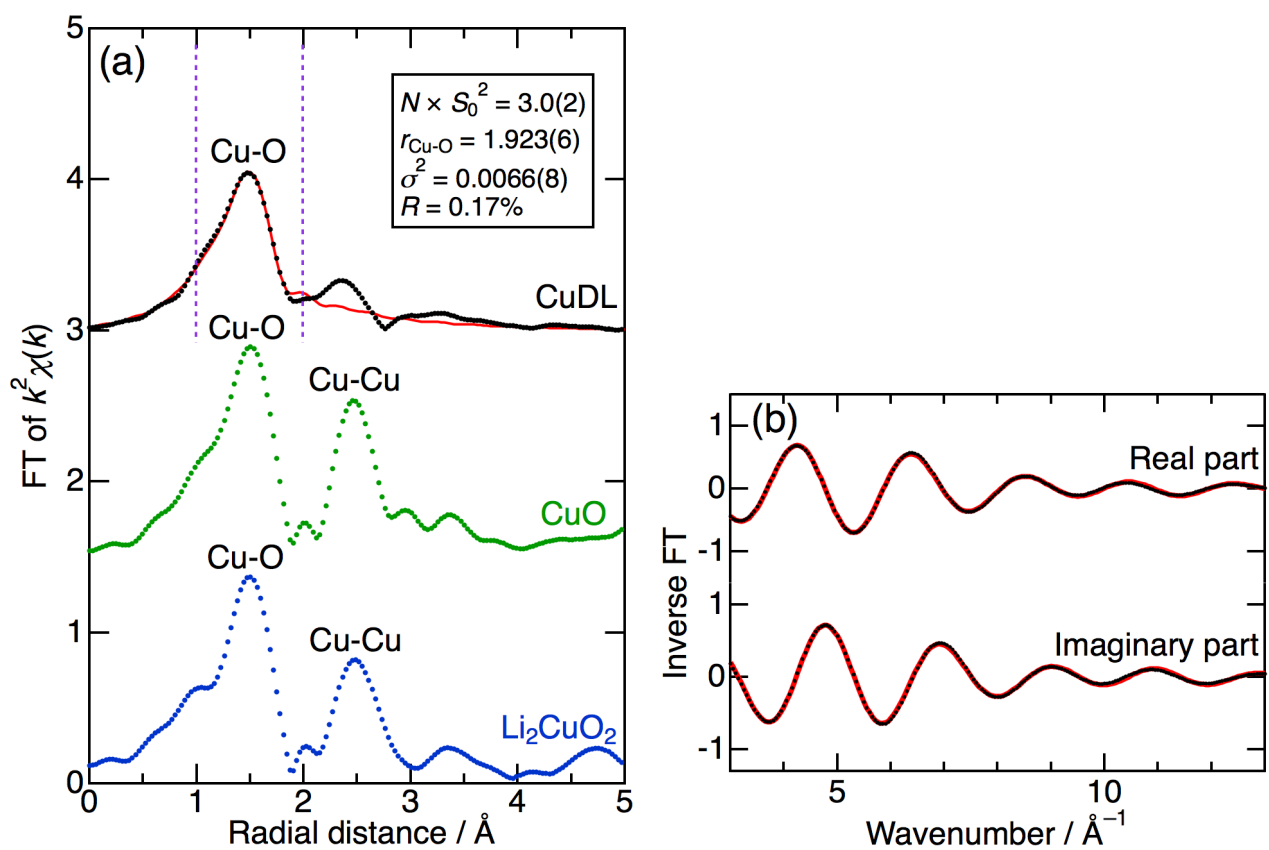 (a)
N × S₀² = 3.0(2)
r_Cu-O = 1.923(6)
σ² = 0.0066(8)
R = 0.17%
Cu-O
CuDL
Cu-O
Cu-Cu
CuO
Cu-O
Cu-Cu
Li₂CuO₂
5
4
3
2
1
0
FT of k²χ(k)
0 1 2 3 4 5
Radial distance / Å
(b)
Real part
Imaginary part
1
0
-1
1
0
-1
Inverse FT
5 10
Wavenumber / Å⁻¹